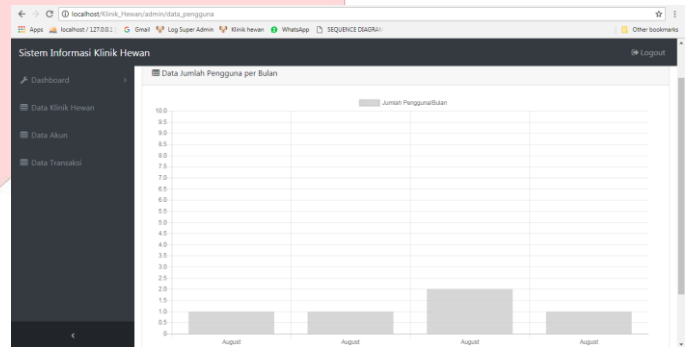 localhost/Klinik_Hewan/admin/data_pengguna
Apps localhost / 127.0.0.1 | Gmail Log Super Admin Klinik hewan WhatsApp SEQUENCE DIAGRAM Other bookmarks
Sistem Informasi Klinik Hewan Logout
Dashboard
Data Klinik Hewan
Data Akun
Data Transaksi
Data Jumlah Pengguna per Bulan
Jumlah Pengguna/Bulan
10.0
9.5
9.0
8.5
8.0
7.5
7.0
6.5
6.0
5.5
5.0
4.5
4.0
3.5
3.0
2.5
2.0
1.5
1.0
0.5
0
August August August August